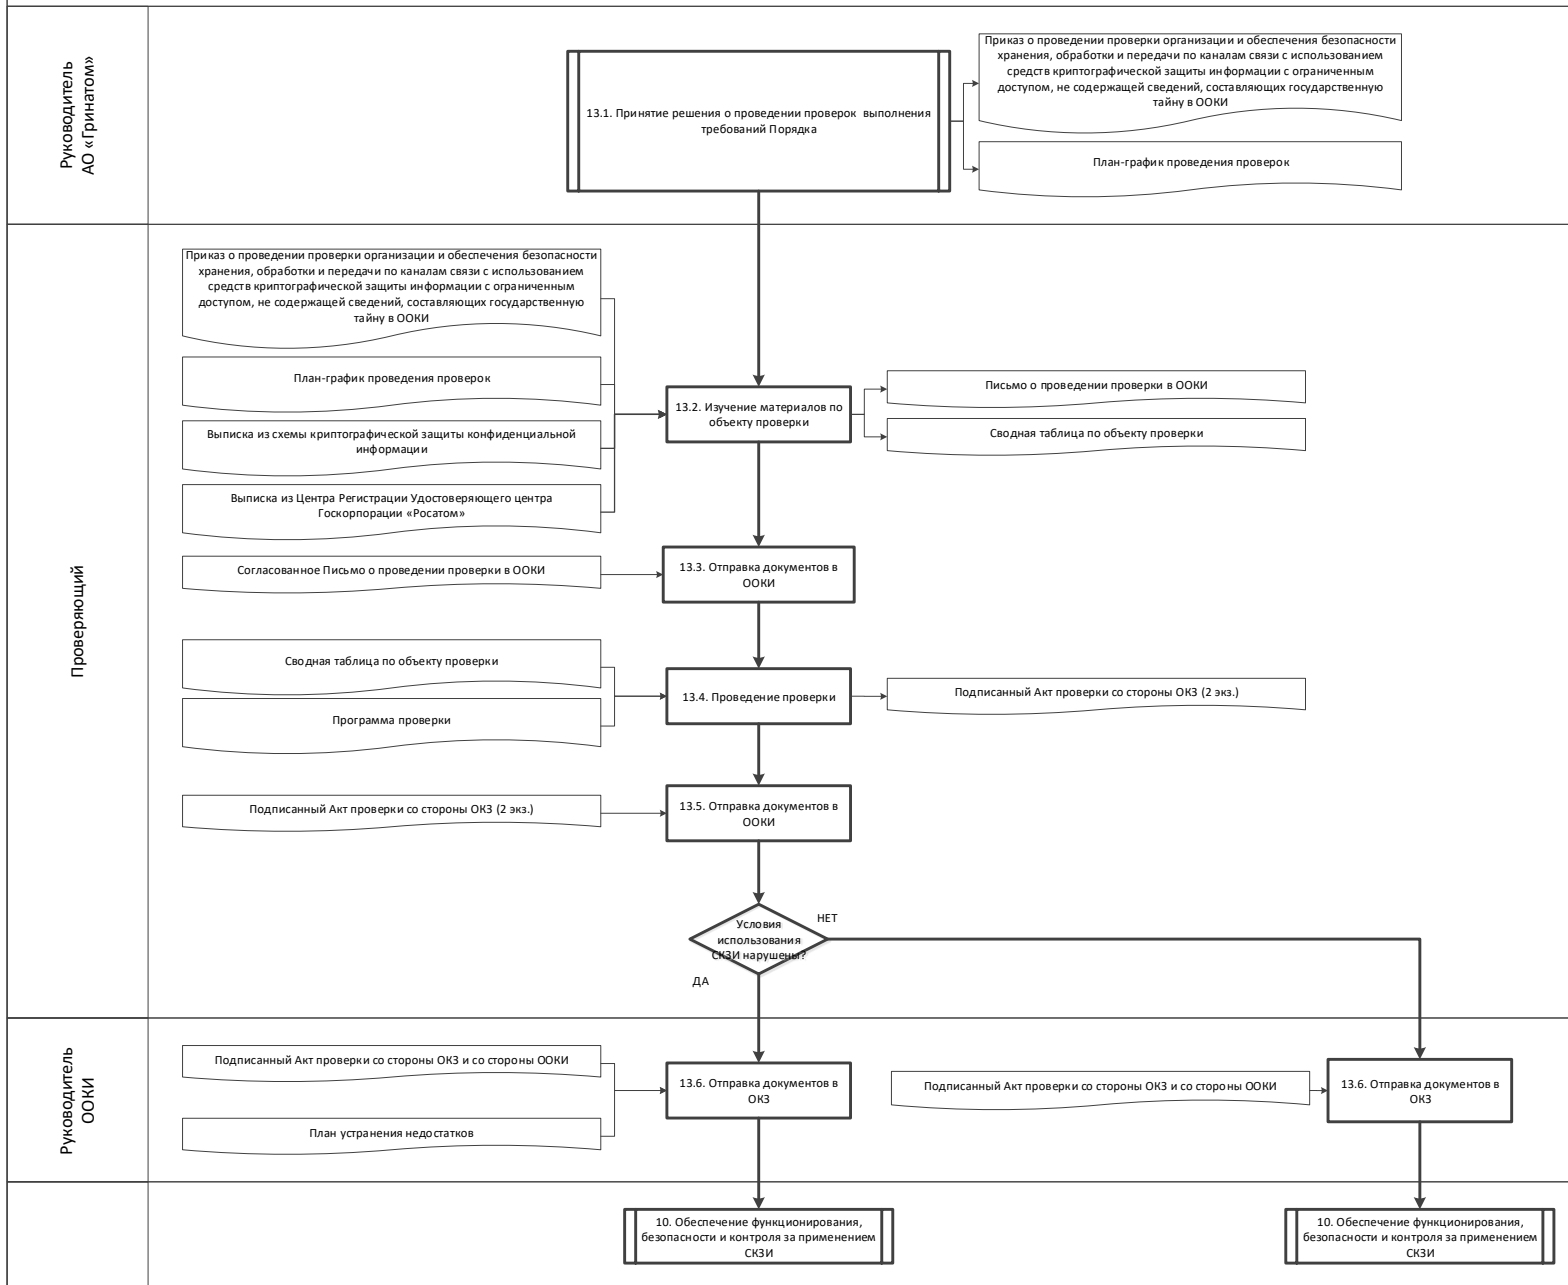 Руководитель
АО «Гринатом»
13.1. Принятие решения о проведении проверок выполнения
требований Порядка
Приказ о проведении проверки организации и обеспечения безопасности
хранения, обработки и передачи по каналам связи с использованием
средств криптографической защиты информации с ограниченным
доступом, не содержащей сведений, составляющих государственную
тайну в ООКИ
План-график проведения проверок
Проверяющий
Приказ о проведении проверки организации и обеспечения безопасности
хранения, обработки и передачи по каналам связи с использованием
средств криптографической защиты информации с ограниченным
доступом, не содержащей сведений, составляющих государственную
тайну в ООКИ
План-график проведения проверок
Выписка из схемы криптографической защиты конфиденциальной
информации
Выписка из Центра Регистрации Удостоверяющего центра
Госкорпорации «Росатом»
13.2. Изучение материалов по
объекту проверки
Письмо о проведении проверки в ООКИ
Сводная таблица по объекту проверки
Согласованное Письмо о проведении проверки в ООКИ
13.3. Отправка документов в
ООКИ
Сводная таблица по объекту проверки
Программа проверки
13.4. Проведение проверки
Подписанный Акт проверки со стороны ОКЗ (2 экз.)
Подписанный Акт проверки со стороны ОКЗ (2 экз.)
13.5. Отправка документов в
ООКИ
Условия
использования
СКЗИ нарушены?
НЕТ
ДА
Руководитель
ООКИ
Подписанный Акт проверки со стороны ОКЗ и со стороны ООКИ
План устранения недостатков
13.6. Отправка документов в
ОКЗ
Подписанный Акт проверки со стороны ОКЗ и со стороны ООКИ
13.6. Отправка документов в
ОКЗ
10. Обеспечение функционирования,
безопасности и контроля за применением
СКЗИ
10. Обеспечение функционирования,
безопасности и контроля за применением
СКЗИ